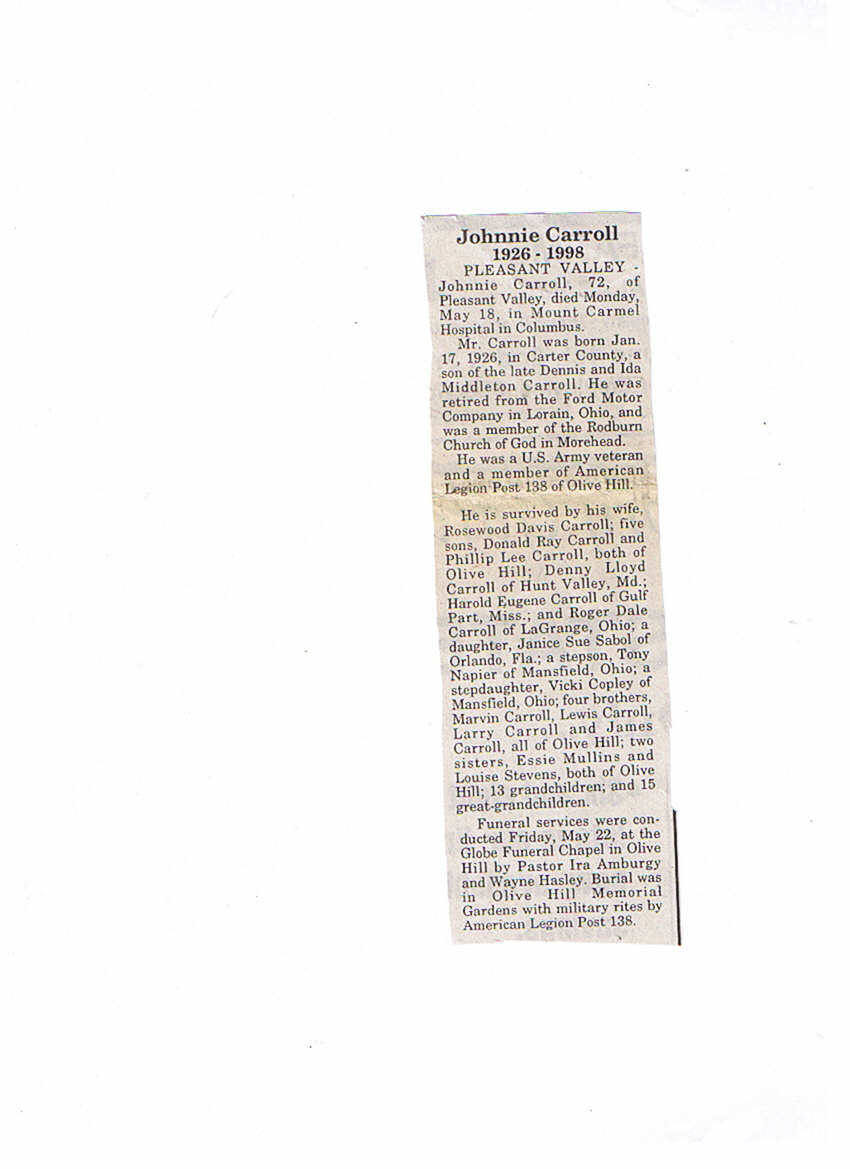 Johnnie Carroll
1926 - 1998
PLEASANT VALLEY -
Johnnie Carroll, 72, of
Pleasant Valley, died Monday,
May 18, in Mount Carmel
Hospital in Columbus.
Mr. Carroll was born Jan.
17, 1926, in Carter County, a
son of the late Dennis and Ida
Middleton Carroll. He was
retired from the Ford Motor
Company in Lorain, Ohio, and
was a member of the Rodburn
Church of God in Morehead.
He was a U.S. Army veteran
and a member of American
Legion Post 138 of Olive Hill.
He is survived by his wife,
Rosewood Davis Carroll; five
sons, Donald Ray Carroll and
Phillip Lee Carroll, both of
Olive Hill; Denny Lloyd
Carroll of Hunt Valley, Md.;
Harold Eugene Carroll of Gulf
Part, Miss.; and Roger Dale
Carroll of LaGrange, Ohio; a
daughter, Janice Sue Sabol of
Orlando, Fla.; a stepson, Tony
Napier of Mansfield, Ohio; a
stepdaughter, Vicki Copley of
Mansfield, Ohio; four brothers,
Marvin Carroll, Lewis Carroll,
Larry Carroll and James
Carroll, all of Olive Hill; two
sisters, Essie Mullins and
Louise Stevens, both of Olive
Hill; 13 grandchildren; and 15
great-grandchildren.
Funeral services were con-
ducted Friday, May 22, at the
Globe Funeral Chapel in Olive
Hill by Pastor Ira Amburgy
and Wayne Hasley. Burial was
in Olive Hill Memorial
Gardens with military rites by
American Legion Post 138.